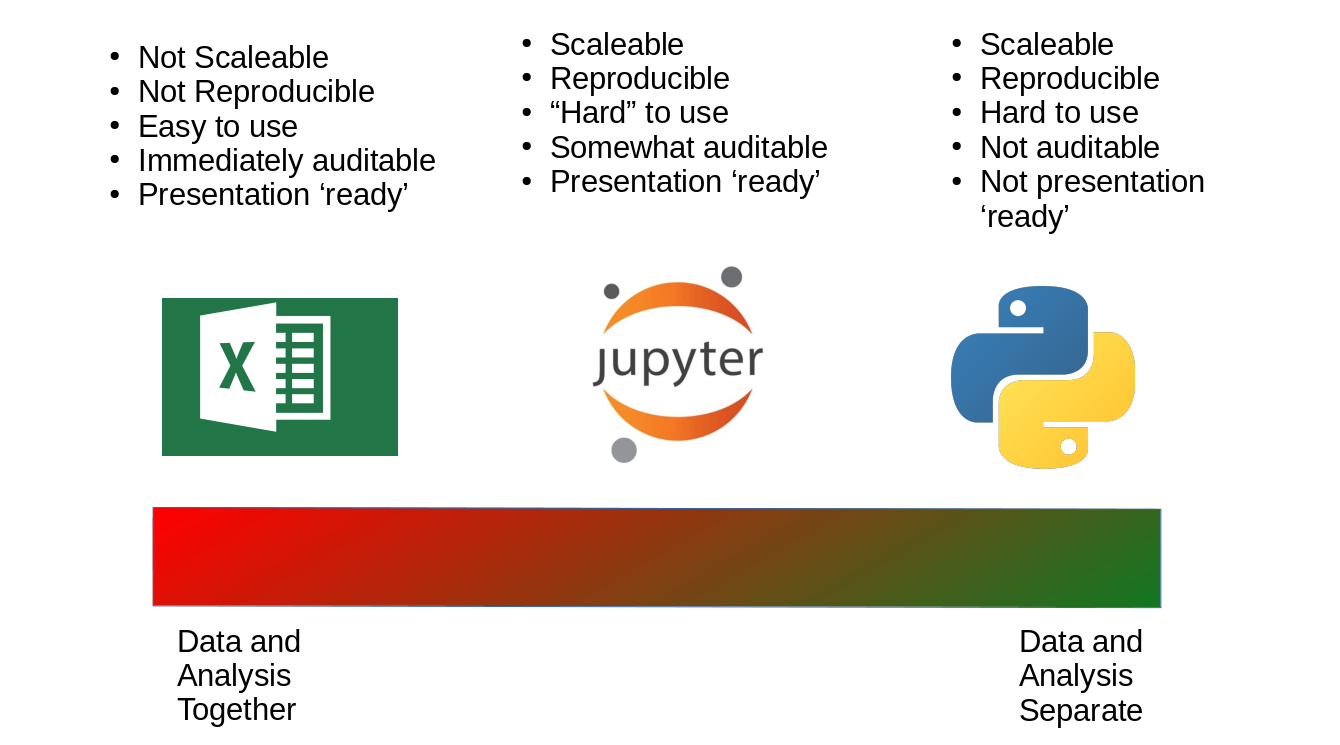 • Not Scaleable
• Not Reproducible
• Easy to use
• Immediately auditable
• Presentation ‘ready’
• Scaleable
• Reproducible
• “Hard” to use
• Somewhat auditable
• Presentation ‘ready’
• Scaleable
• Reproducible
• Hard to use
• Not auditable
• Not presentation
‘ready’
X
jupyter
Data and
Analysis
Together
Data and
Analysis
Separate